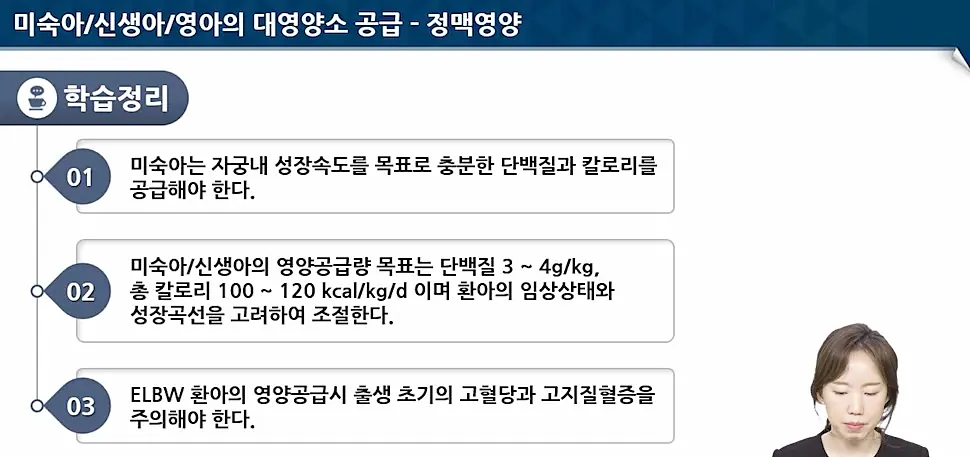 미숙아/신생아/영아의 대영양소 공급 - 정맥영양
학습정리
01
미숙아는 자궁내 성장속도를 목표로 충분한 단백질과 칼로리를
공급해야 한다.
02
미숙아/신생아의 영양공급량 목표는 단백질 3 ~ 4g/kg,
총 칼로리 100 ~ 120 kcal/kg/d 이며 환아의 임상상태와
성장곡선을 고려하여 조절한다.
03
ELBW 환아의 영양공급시 출생 초기의 고혈당과 고지질혈증을
주의해야 한다.